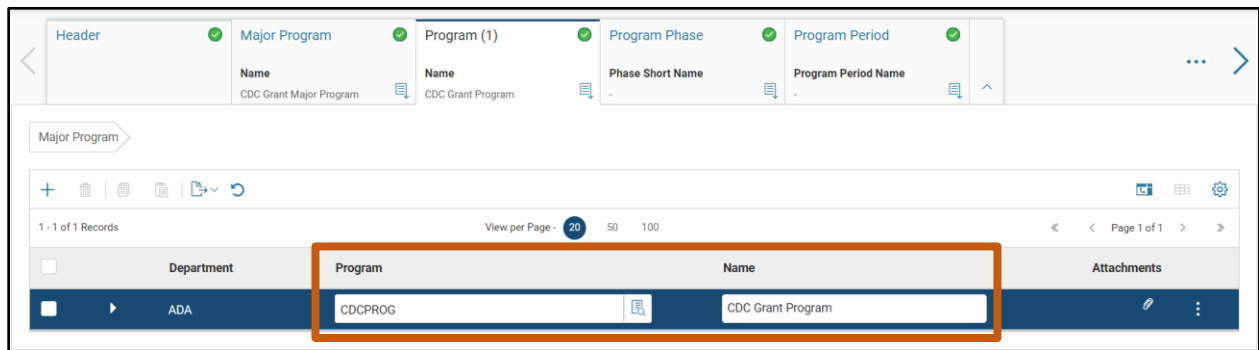 Header
Major Program
Program (1)
Program Phase
Program Period
Name
Name
Phase Short Name
Program Period Name
CDC Grant Major Program
CDC Grant Program
-
-
Major Program
1 - 1 of 1 Records
View per Page - 20 50 100
Page 1 of 1
Department Program Name Attachments
ADA CDCPROG CDC Grant Program